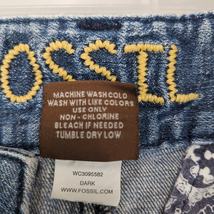 FOSSIL
MACHINE WASH COLD
WASH WITH LIKE COLORS
USE ONLY
NON - CHLORINE
BLEACH IF NEEDED
TUMBLE DRY LOW
WC3095582
DARK
WWW.FOSSIL.COM